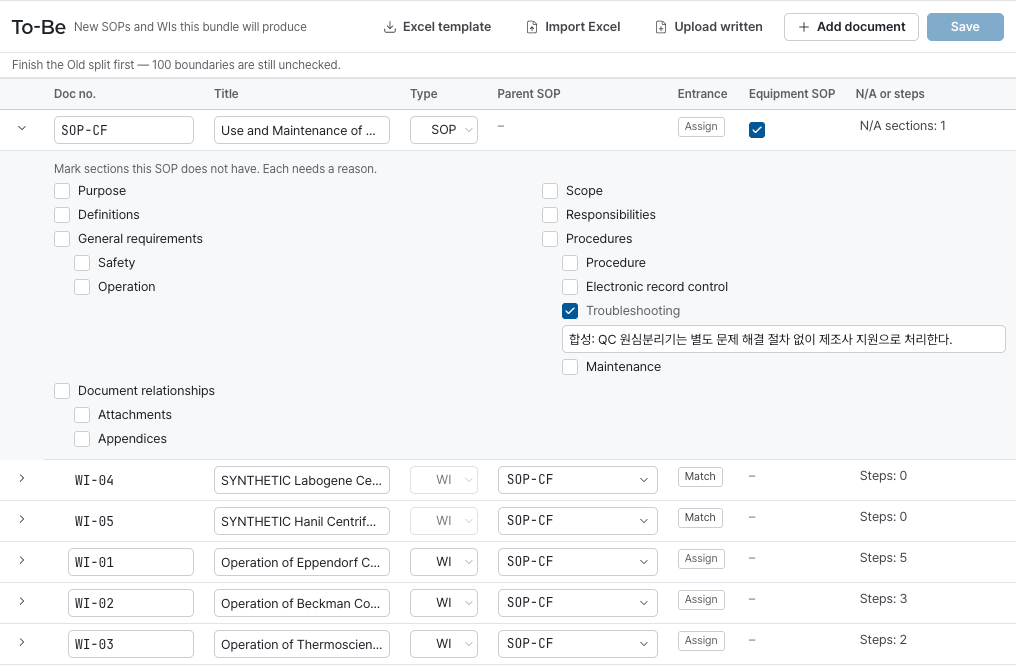 To-Be New SOPs and WIs this bundle will produce Excel template Import Excel Upload written + Add document Save
Finish the Old split first — 100 boundaries are still unchecked.
Doc no. Title Type Parent SOP Entrance Equipment SOP N/A or steps
SOP-CF Use and Maintenance of ... SOP – Assign N/A sections: 1
Mark sections this SOP does not have. Each needs a reason.
Purpose Scope
Definitions Responsibilities
General requirements Procedures
Safety Procedure
Operation Electronic record control
Troubleshooting
합성: QC 원심분리기는 별도 문제 해결 절차 없이 제조사 지원으로 처리한다.
Maintenance
Document relationships
Attachments
Appendices
WI-04 SYNTHETIC Labogene Ce... WI SOP-CF Match – Steps: 0
WI-05 SYNTHETIC Hanil Centrif... WI SOP-CF Match – Steps: 0
WI-01 Operation of Eppendorf C... WI SOP-CF Assign – Steps: 5
WI-02 Operation of Beckman Co... WI SOP-CF Assign – Steps: 3
WI-03 Operation of Thermoscien... WI SOP-CF Assign – Steps: 2